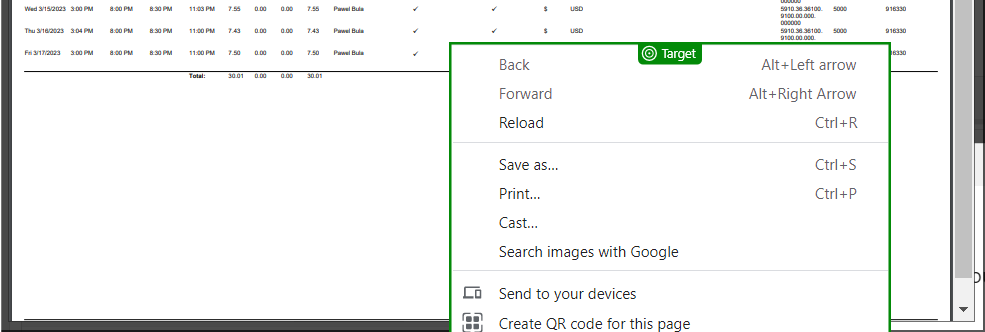 000000
Wed 3/15/2023 3:00 PM 8:00 PM 8:30 PM 11:03 PM 7.55 0.00 0.00 7.55 Pawel Bula ✓ ✓ $ USD 5910.36.36100. 5000 916330
9100.00.000.
000000
Thu 3/16/2023 3:04 PM 8:00 PM 8:30 PM 11:00 PM 7.43 0.00 0.00 7.43 Pawel Bula ✓ ✓ $ USD 5910.36.36100. 5000 916330
9100.00.000.
000000
Fri 3/17/2023 3:00 PM 8:00 PM 8:30 PM 11:00 PM 7.50 0.00 0.00 7.50 Pawel Bula ✓
Total: 30.01 0.00 0.00 30.01
Target
Back Alt+Left arrow
Forward Alt+Right Arrow
Reload Ctrl+R
Save as... Ctrl+S
Print... Ctrl+P
Cast...
Search images with Google
Send to your devices
Create QR code for this page